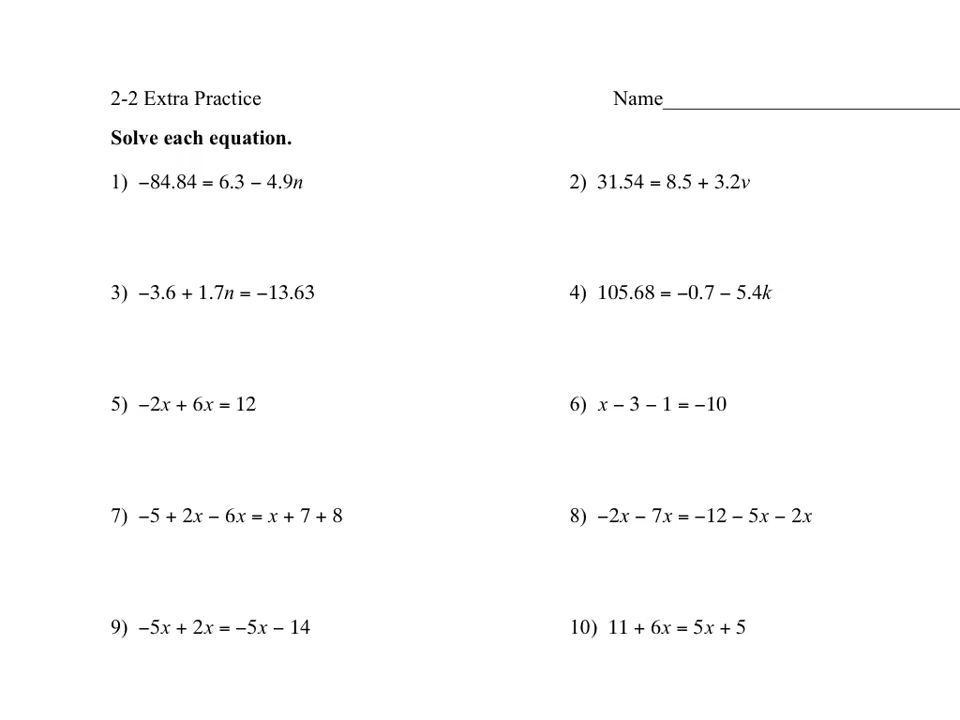 2-2 Extra Practice Name______________________________
Solve each equation.
1) −84.84 = 6.3 − 4.9n 2) 31.54 = 8.5 + 3.2v
3) −3.6 + 1.7n = −13.63 4) 105.68 = −0.7 − 5.4k
5) −2x + 6x = 12 6) x − 3 − 1 = −10
7) −5 + 2x − 6x = x + 7 + 8 8) −2x − 7x = −12 − 5x − 2x
9) −5x + 2x = −5x − 14 10) 11 + 6x = 5x + 5